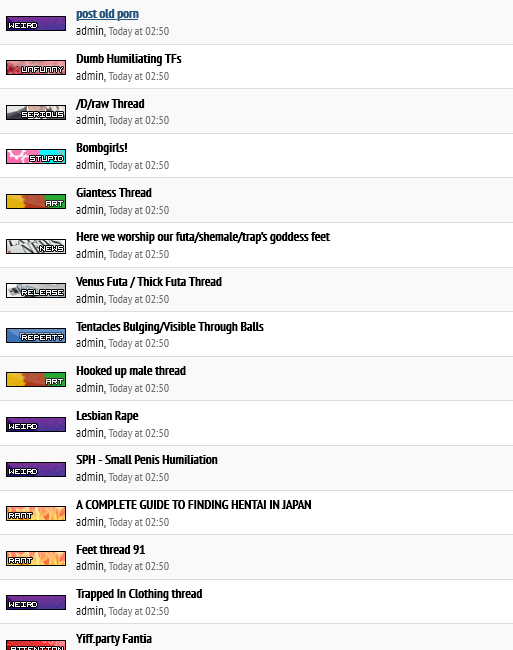 post old porn
WEIRD
admin, Today at 02:50
Dumb Humiliating TFs
UNFUNNY
admin, Today at 02:50
/D/raw Thread
SERIOUS
admin, Today at 02:50
Bombgirls!
STUPID
admin, Today at 02:50
Giantess Thread
ART
admin, Today at 02:50
Here we worship our futa/shemale/trap's goddess feet
NEWS
admin, Today at 02:50
Venus Futa / Thick Futa Thread
RELEASE
admin, Today at 02:50
Tentacles Bulging/Visible Through Balls
REPEAT?
admin, Today at 02:50
Hooked up male thread
ART
admin, Today at 02:50
Lesbian Rape
WEIRD
admin, Today at 02:50
SPH - Small Penis Humiliation
WEIRD
admin, Today at 02:50
A COMPLETE GUIDE TO FINDING HENTAI IN JAPAN
RANT
admin, Today at 02:50
Feet thread 91
RANT
admin, Today at 02:50
Trapped In Clothing thread
WEIRD
admin, Today at 02:50
Yiff.party Fantia